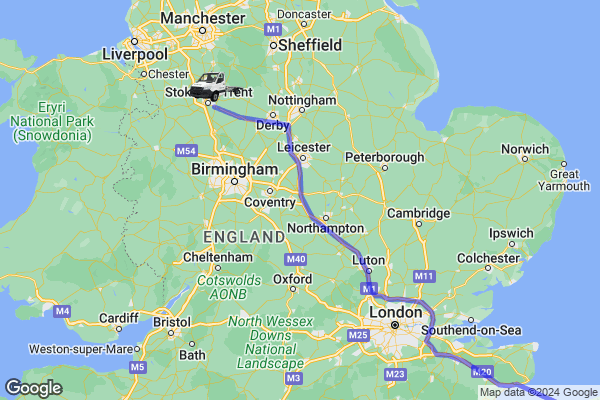 Doncaster
Manchester
M1
Liverpool
Sheffield
Chester
Stoke
Trent
Eryri
National Park
(Snowdonia)
Nottingham
Derby
Leicester
M54
Peterborough
Norwich
Birmingham
Great
Yarmouth
Coventry
Northampton
Cambridge
ENGLAND
Ipswich
M40
Cheltenham
Luton
M11
Colchester
Cotswolds
AONB
Oxford
M1
M4
Cardiff
London
Southend-on-Sea
Bristol
North Wessex
Downs
National
Landscape
M25
Weston-super-Mare
Bath
M5
M20
M3
M23
Google
Map data ©2024 Google